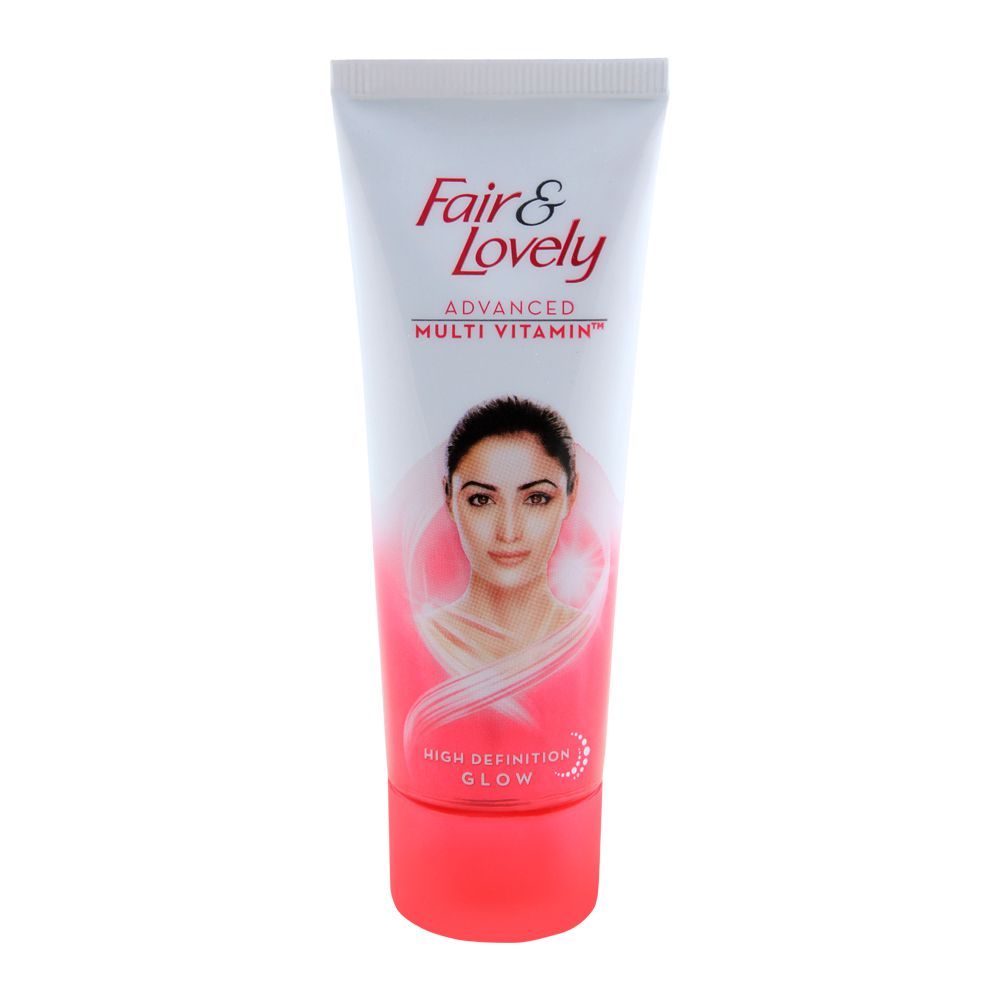 Fair &
Lovely
ADVANCED
MULTI VITAMIN™
HIGH DEFINITION
GLOW